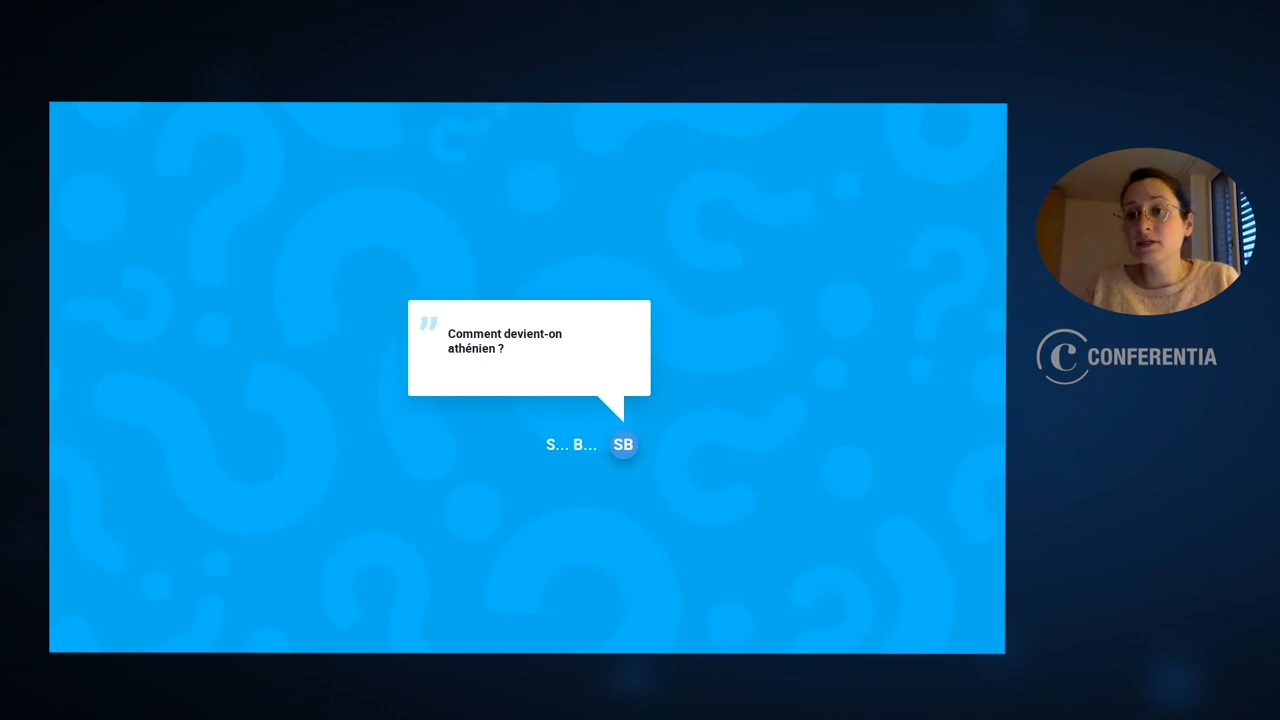 ” Comment devient-on
athénien ?
S... B... SB
C CONFERENTIA